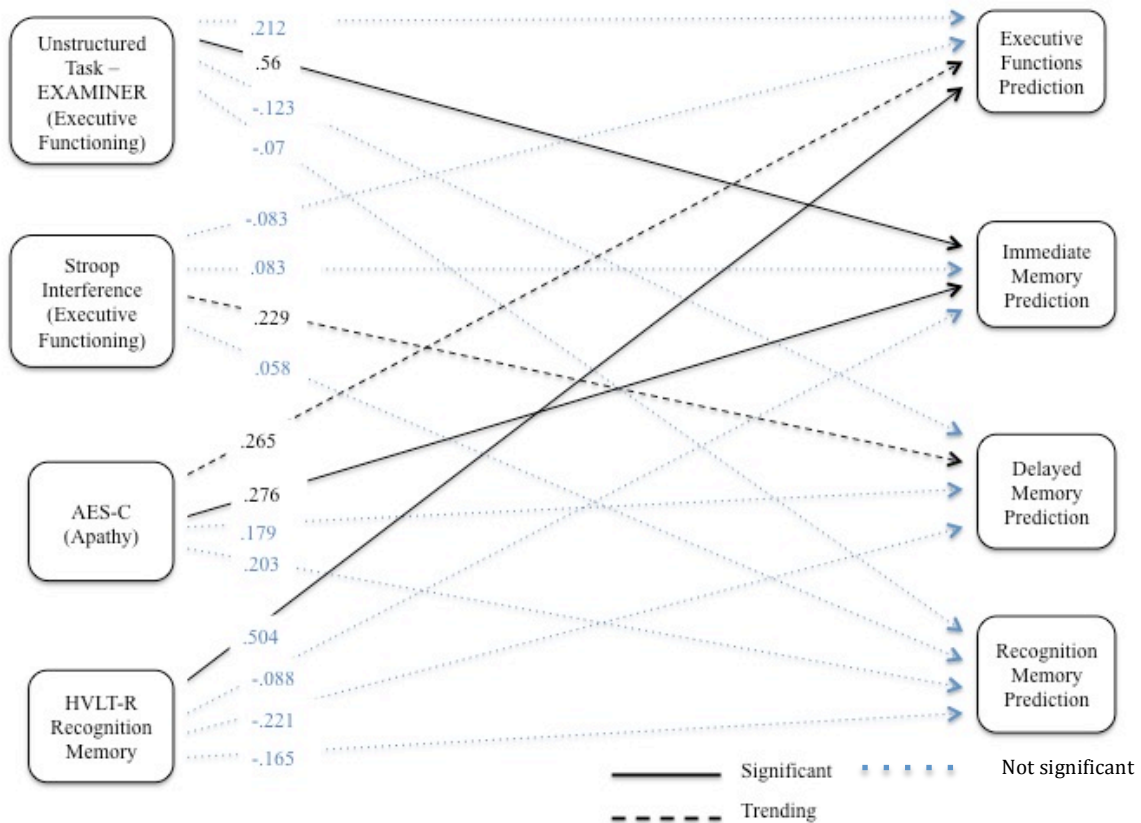 Unstructured
Task –
EXAMINER
(Executive
Functioning)
.212
.56
-.123
-.07
Executive
Functions
Prediction
Stroop
Interference
(Executive
Functioning)
-.083
.083
.229
.058
Immediate
Memory
Prediction
AES-C
(Apathy)
.265
.276
.179
.203
Delayed
Memory
Prediction
HVLT-R
Recognition
Memory
.504
-.088
-.221
-.165
Recognition
Memory
Prediction
Significant
Not significant
Trending